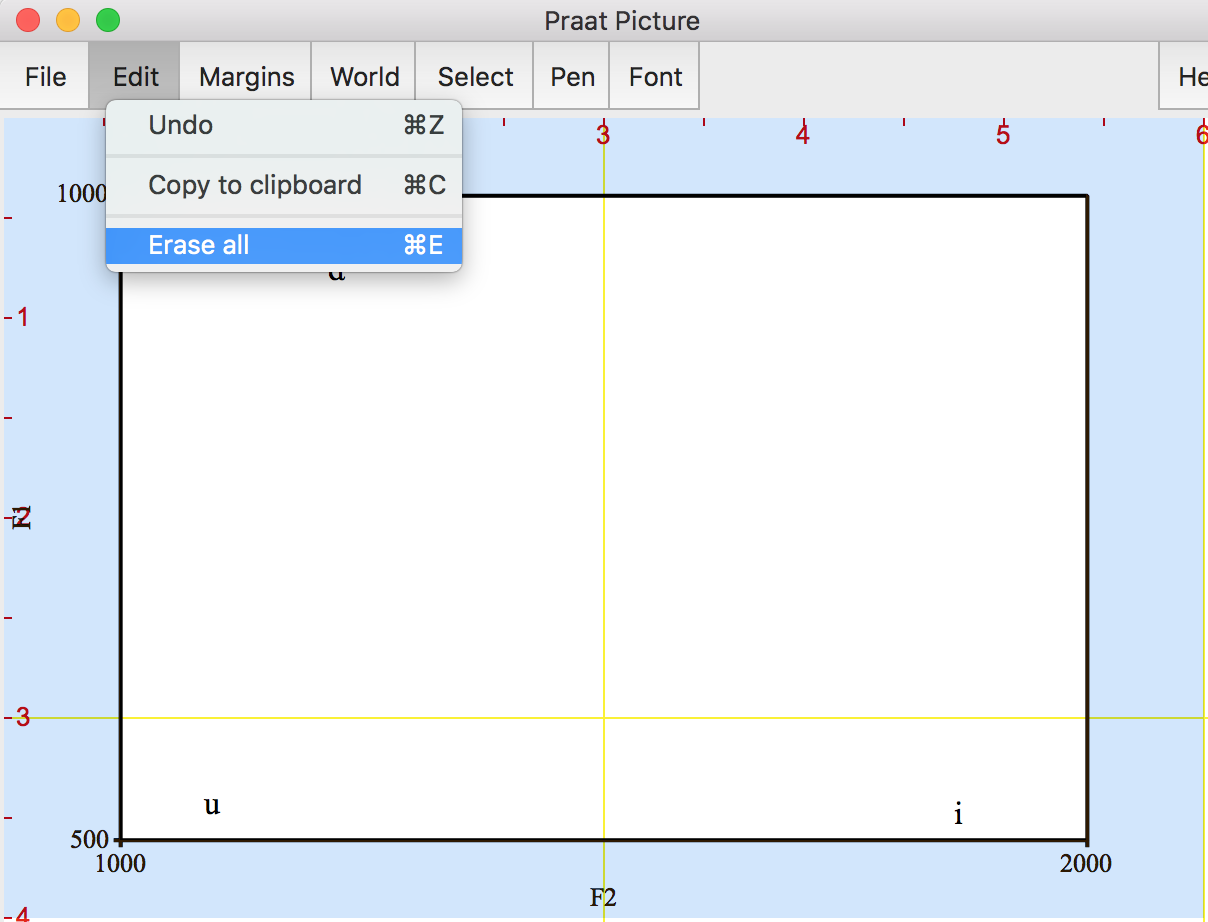 Praat Picture
File Edit Margins World Select Pen Font He
Undo ⌘Z
Copy to clipboard ⌘C
Erase all ⌘E
3 4 5 6
1000
ɑ
1
F1
2
3
u i
500
1000 2000
F2
4